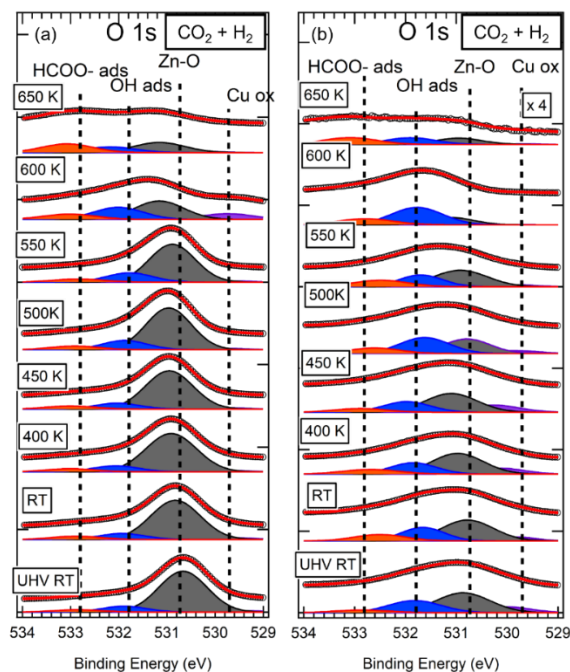 (a) O 1s CO₂ + H₂
HCOO- ads Zn-O
OH ads
Cu ox
650 K
600 K
550 K
500K
450 K
400 K
RT
UHV RT
534 533 532 531 530 529
Binding Energy (eV)
(b) O 1s CO₂ + H₂
HCOO- ads Zn-O Cu ox
OH ads
650 K
x 4
600 K
550 K
500K
450 K
400 K
RT
UHV RT
534 533 532 531 530 529
Binding Energy (eV)